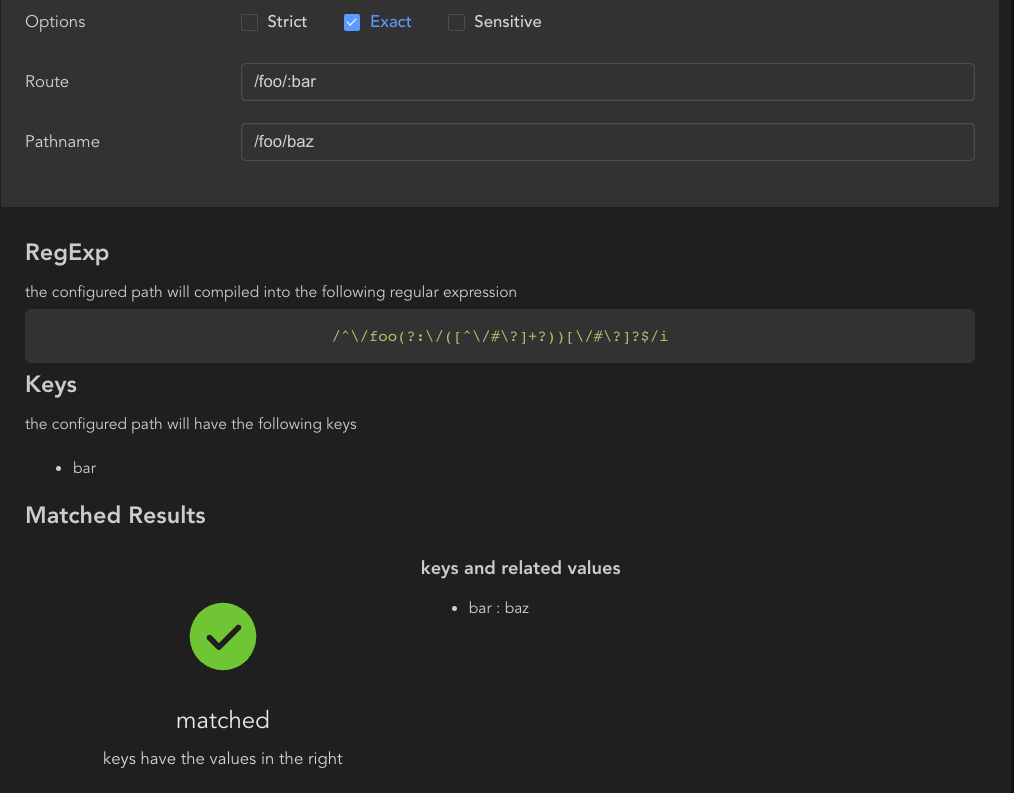 Options Strict Exact Sensitive
Route /foo/:bar
Pathname /foo/baz
RegExp
the configured path will compiled into the following regular expression
/^\/foo(?:\/([^\/#\?]+?))[\/#\?]?$/i
Keys
the configured path will have the following keys
• bar
Matched Results
keys and related values
• bar : baz
matched
keys have the values in the right